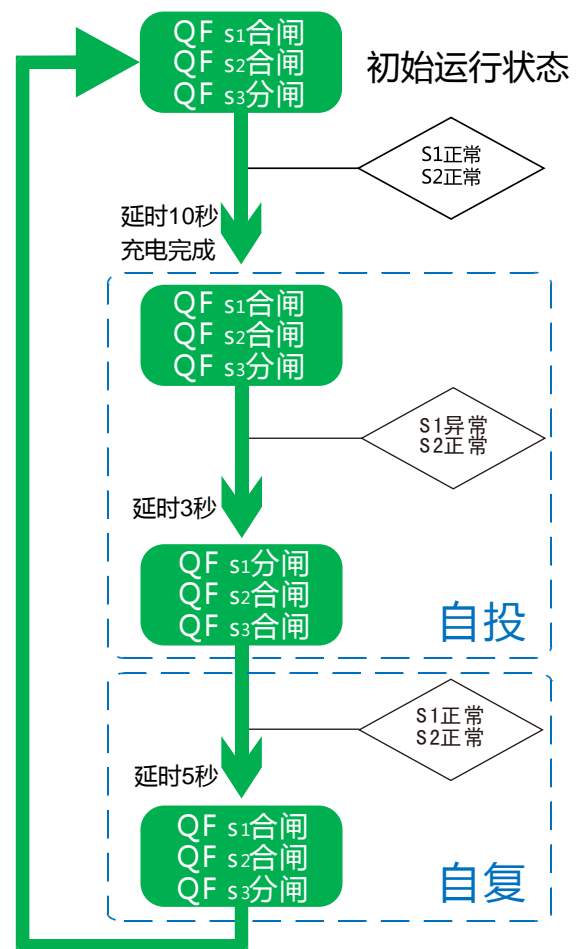 QF s1合闸
QF s2合闸
QF s3分闸
初始运行状态
S1正常
S2正常
延时10秒
充电完成
QF s1合闸
QF s2合闸
QF s3分闸
S1异常
S2正常
延时3秒
QF s1分闸
QF s2合闸
QF s3合闸
自投
S1正常
S2正常
延时5秒
QF s1合闸
QF s2合闸
QF s3分闸
自复